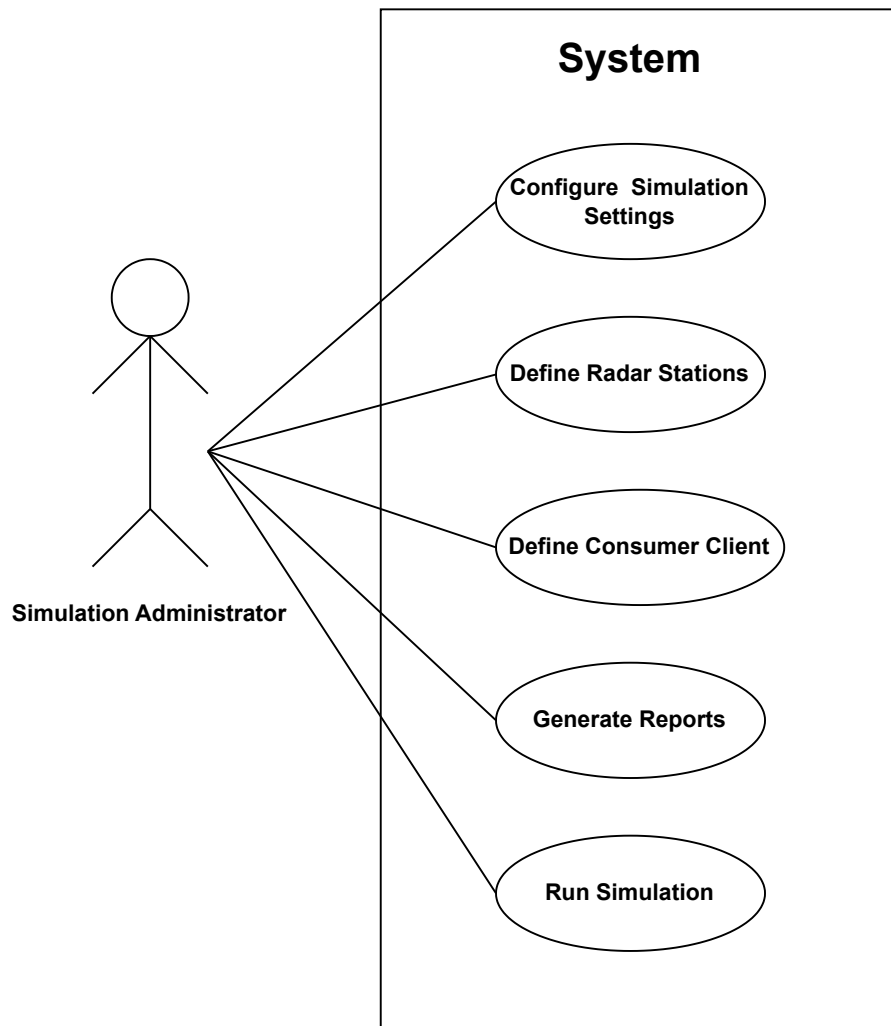 System
Configure  Simulation
Settings
Define Radar Stations
Define Consumer Client
Simulation Administrator
Generate Reports
Run Simulation